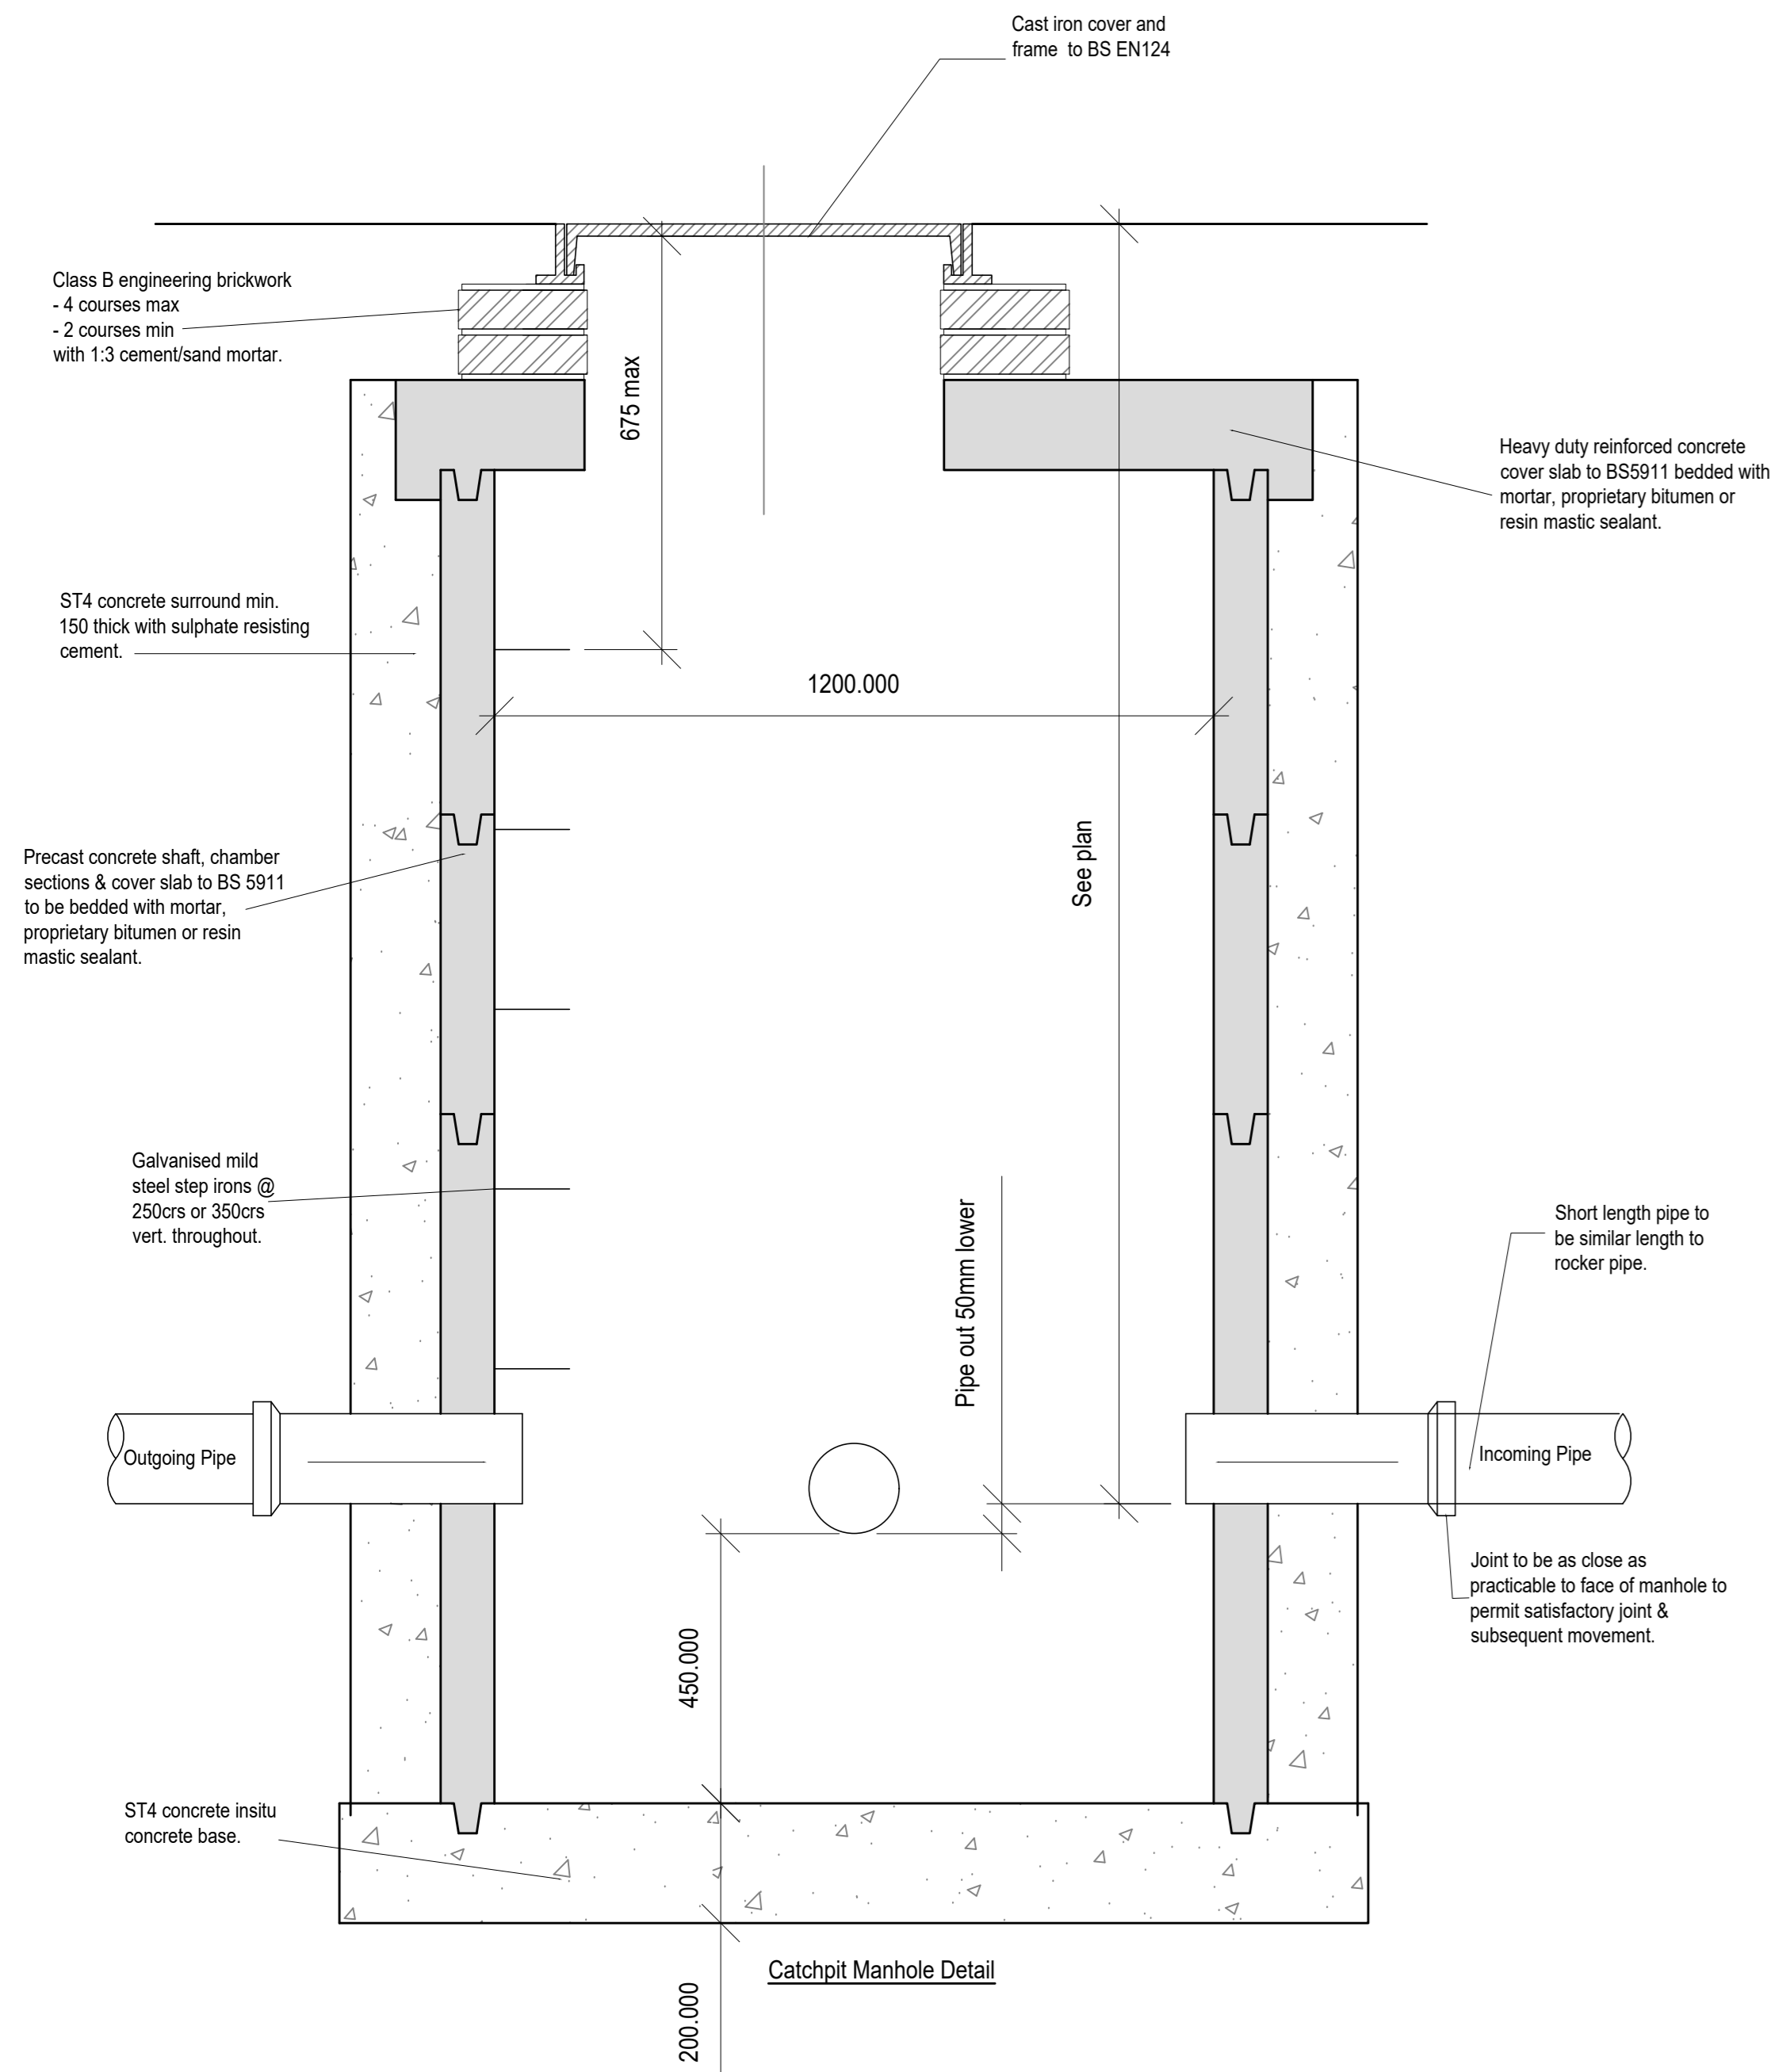 Cast iron cover and
frame  to BS EN124
Class B engineering brickwork
- 4 courses max
- 2 courses min
with 1:3 cement/sand mortar.
675 max
Heavy duty reinforced concrete
cover slab to BS5911 bedded with
mortar, proprietary bitumen or
resin mastic sealant.
ST4 concrete surround min.
150 thick with sulphate resisting
cement.
1200.000
See plan
Precast concrete shaft, chamber
sections & cover slab to BS 5911
to be bedded with mortar,
proprietary bitumen or resin
mastic sealant.
Galvanised mild
steel step irons @
250crs or 350crs
vert. throughout.
Pipe out 50mm lower
Short length pipe to
be similar length to
rocker pipe.
Outgoing Pipe
Incoming Pipe
Joint to be as close as
practicable to face of manhole to
permit satisfactory joint &
subsequent movement.
450.000
ST4 concrete insitu
concrete base.
Catchpit Manhole Detail
200.000